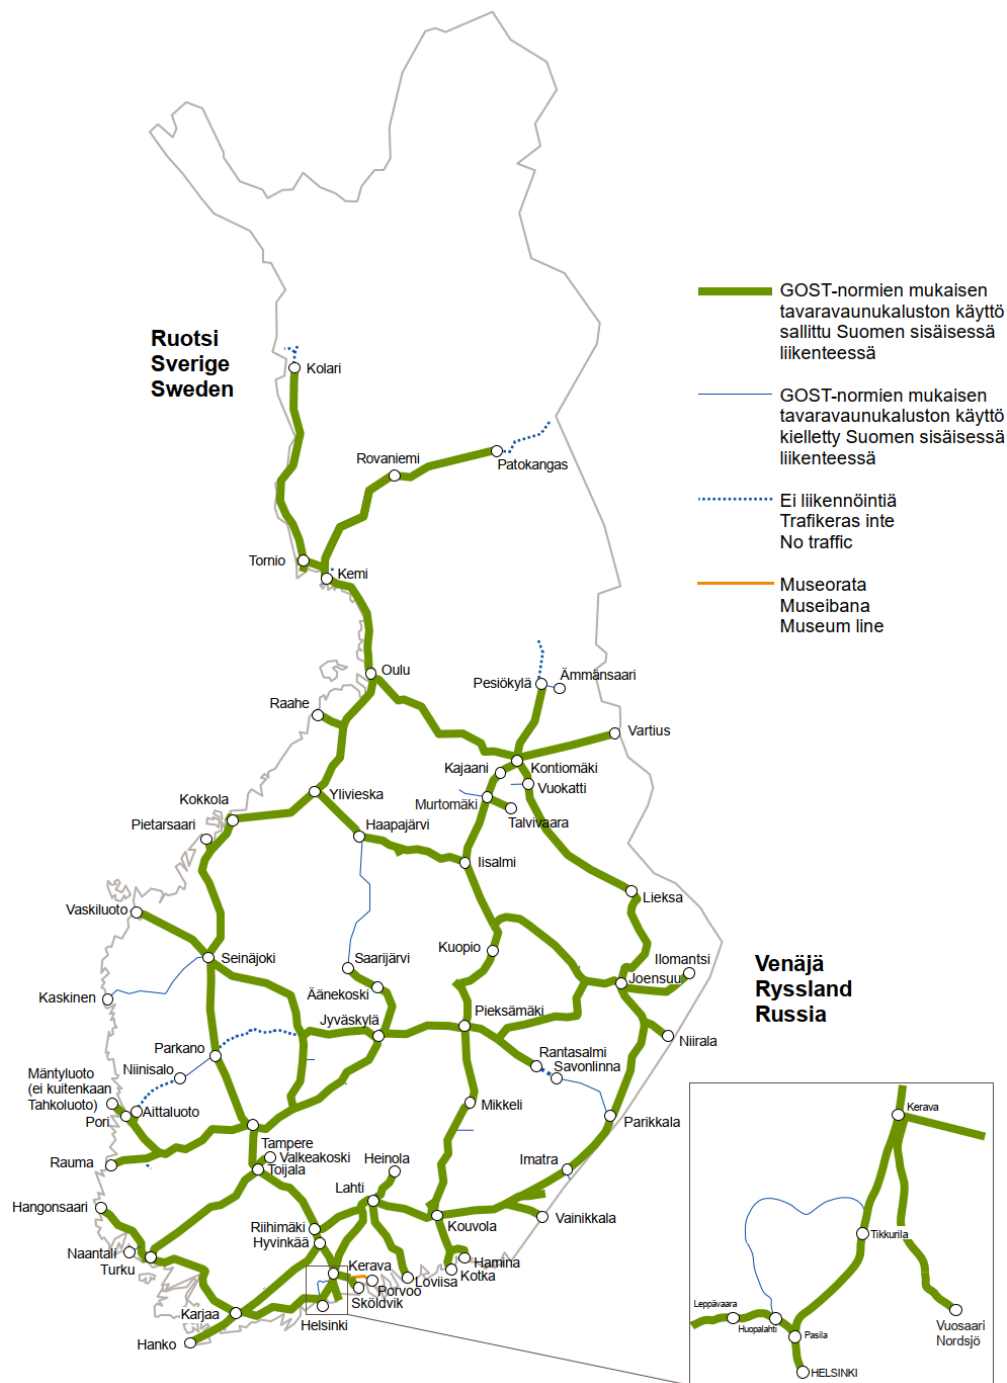 Ruotsi
Sverige
Sweden
GOST-normien mukaisen
tavaravaunukaluston käyttö
sallittu Suomen sisäisessä
liikenteessä
GOST-normien mukaisen
tavaravaunukaluston käyttö
kielletty Suomen sisäisessä
liikenteessä
Ei liikennöintiä
Trafikeras inte
No traffic
Museorata
Museibana
Museum line
Kolari
Rovaniemi
Patokangas
Tornio
Kemi
Oulu
Pesiökylä
Ämmänsaari
Raahe
Vartius
Kajaani
Kontiomäki
Ylivieska
Vuokatti
Kokkola
Murtomäki
Talvivaara
Pietarsaari
Haapajärvi
Iisalmi
Lieksa
Vaskiluoto
Kuopio
Seinäjoki
Saarijärvi
Ilomantsi
Joensuu
Kaskinen
Äänekoski
Venäjä
Ryssland
Russia
Jyväskylä
Pieksämäki
Niirala
Parkano
Rantasalmi
Savonlinna
Niinisalo
Mäntyluoto
(ei kuitenkaan
Tahkoluoto)
Aittaluoto
Pori
Mikkeli
Parikkala
Tampere
Valkeakoski
Toijala
Heinola
Imatra
Rauma
Lahti
Hangonsaari
Vainikkala
Kouvola
Riihimäki
Hyvinkää
Naantali
Turku
Hamina
Kotka
Kerava
Loviisa
Porvoo
Sköldvik
Karjaa
Helsinki
Hanko
Kerava
Tikkurila
Leppävaara
Huopalahti
Pasila
Vuosaari
Nordsjö
HELSINKI